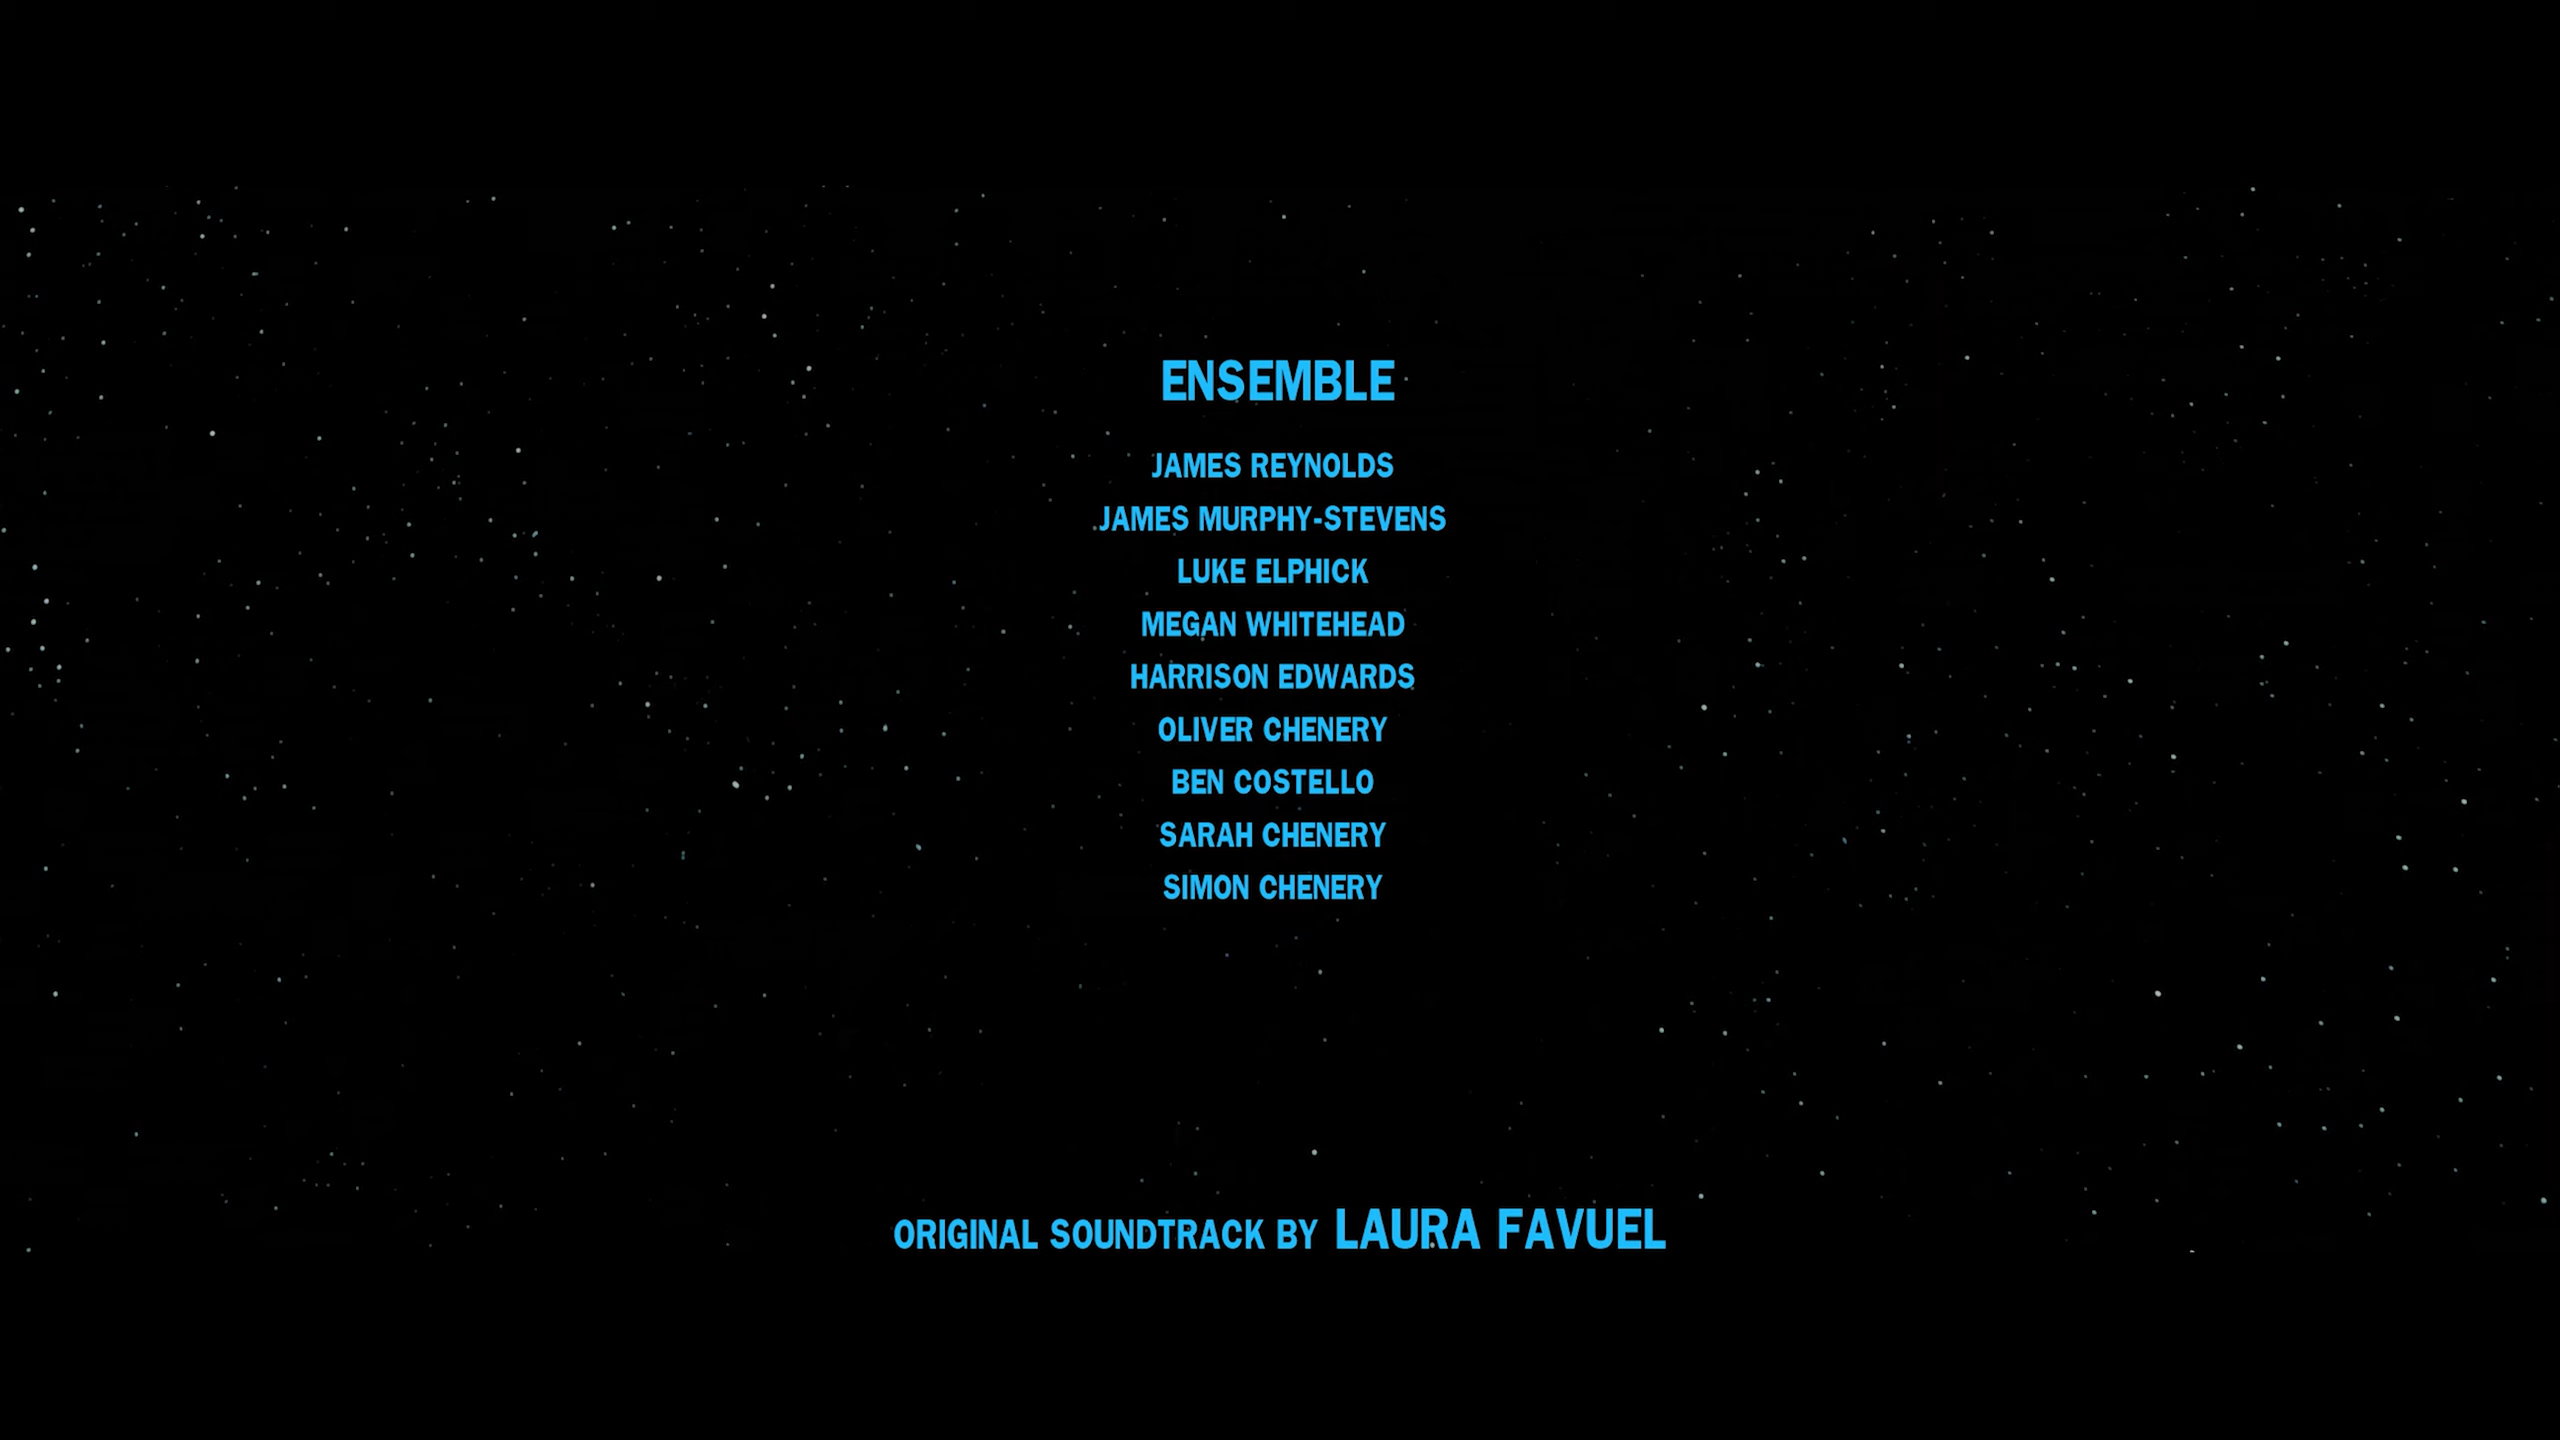 ENSEMBLE
JAMES REYNOLDS
JAMES MURPHY-STEVENS
LUKE ELPHICK
MEGAN WHITEHEAD
HARRISON EDWARDS
OLIVER CHENERY
BEN COSTELLO
SARAH CHENERY
SIMON CHENERY
ORIGINAL SOUNDTRACK BY LAURA FAVUEL